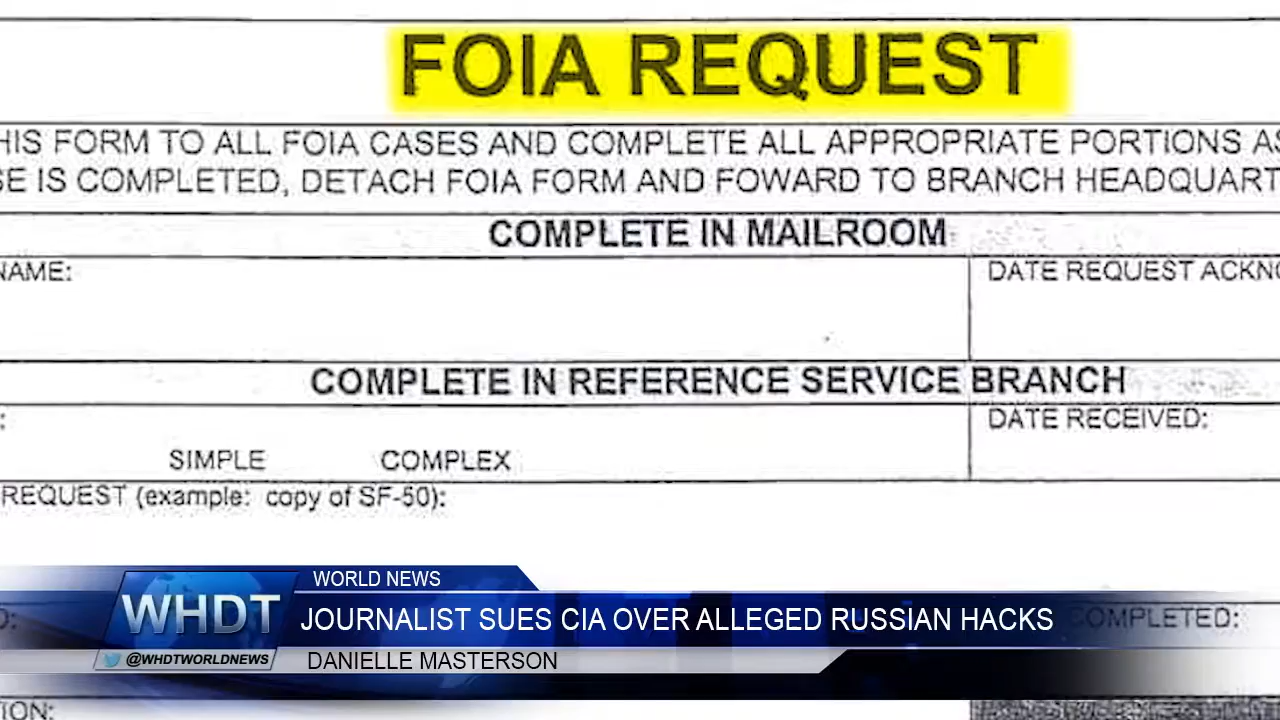 FOIA REQUEST
HIS FORM TO ALL FOIA CASES AND COMPLETE ALL APPROPRIATE PORTIONS AS
SE IS COMPLETED, DETACH FOIA FORM AND FOWARD TO BRANCH HEADQUART
COMPLETE IN MAILROOM
NAME:
DATE REQUEST ACKNO
COMPLETE IN REFERENCE SERVICE BRANCH
:
DATE RECEIVED:
SIMPLE COMPLEX
REQUEST (example: copy of SF-50):
WORLD NEWS
WHDT
JOURNALIST SUES CIA OVER ALLEGED RUSSIAN HACKS
COMPLETED:
@WHDTWORLDNEWS
DANIELLE MASTERSON
TION: